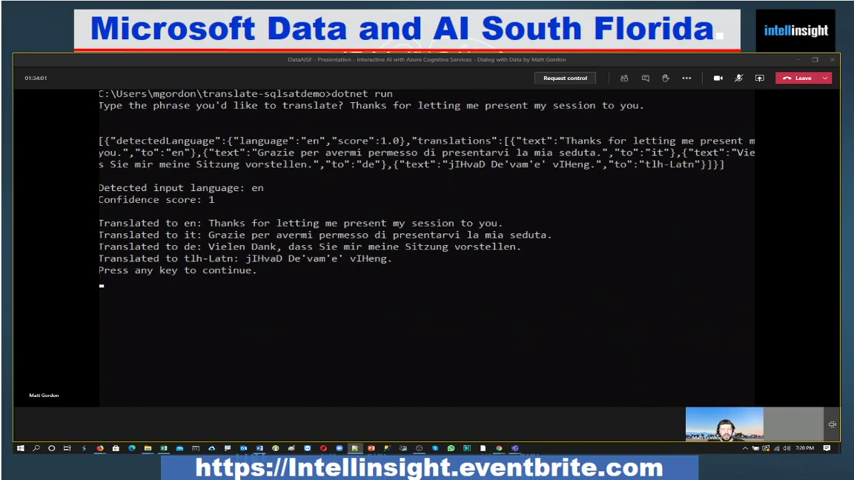 Microsoft Data and AI South Florida.
intellinsight
DataAISF - Presentation - Interactive AI with Azure Cognitive Services - Dialog with Data by Matt Gordon
01:34:01
Request control
Leave
C:\Users\mgordon\translate-sqlsatdemo>dotnet run
Type the phrase you'd like to translate? Thanks for letting me present my session to you.
[{"detectedLanguage":{"language":"en","score":1.0},"translations":[{"text":"Thanks for letting me present m
you.","to":"en"},{"text":"Grazie per avermi permesso di presentarvi la mia seduta.","to":"it"},{"text":"Vie
s Sie mir meine Sitzung vorstellen.","to":"de"},{"text":"jIHvaD De'vam'e' vIHeng.","to":"tlh-Latn"}]}]
Detected input language: en
Confidence score: 1
Translated to en: Thanks for letting me present my session to you.
Translated to it: Grazie per avermi permesso di presentarvi la mia seduta.
Translated to de: Vielen Dank, dass Sie mir meine Sitzung vorstellen.
Translated to tlh-Latn: jIHvaD De'vam'e' vIHeng.
Press any key to continue.
Matt Gordon
7:20 PM
https://Intellinsight.eventbrite.com